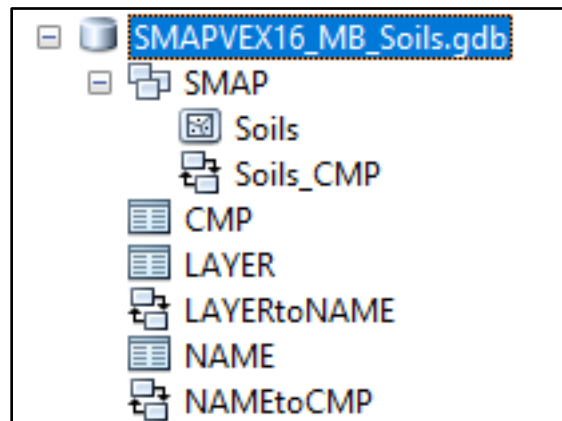 SMAPVEX16_MB_Soils.gdb
SMAP
Soils
Soils_CMP
CMP
LAYER
LAYERtoNAME
NAME
NAMEtoCMP